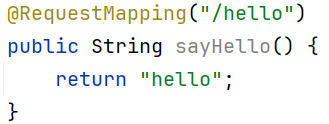 @RequestMapping("/hello")
public String sayHello() {
    return "hello";
}